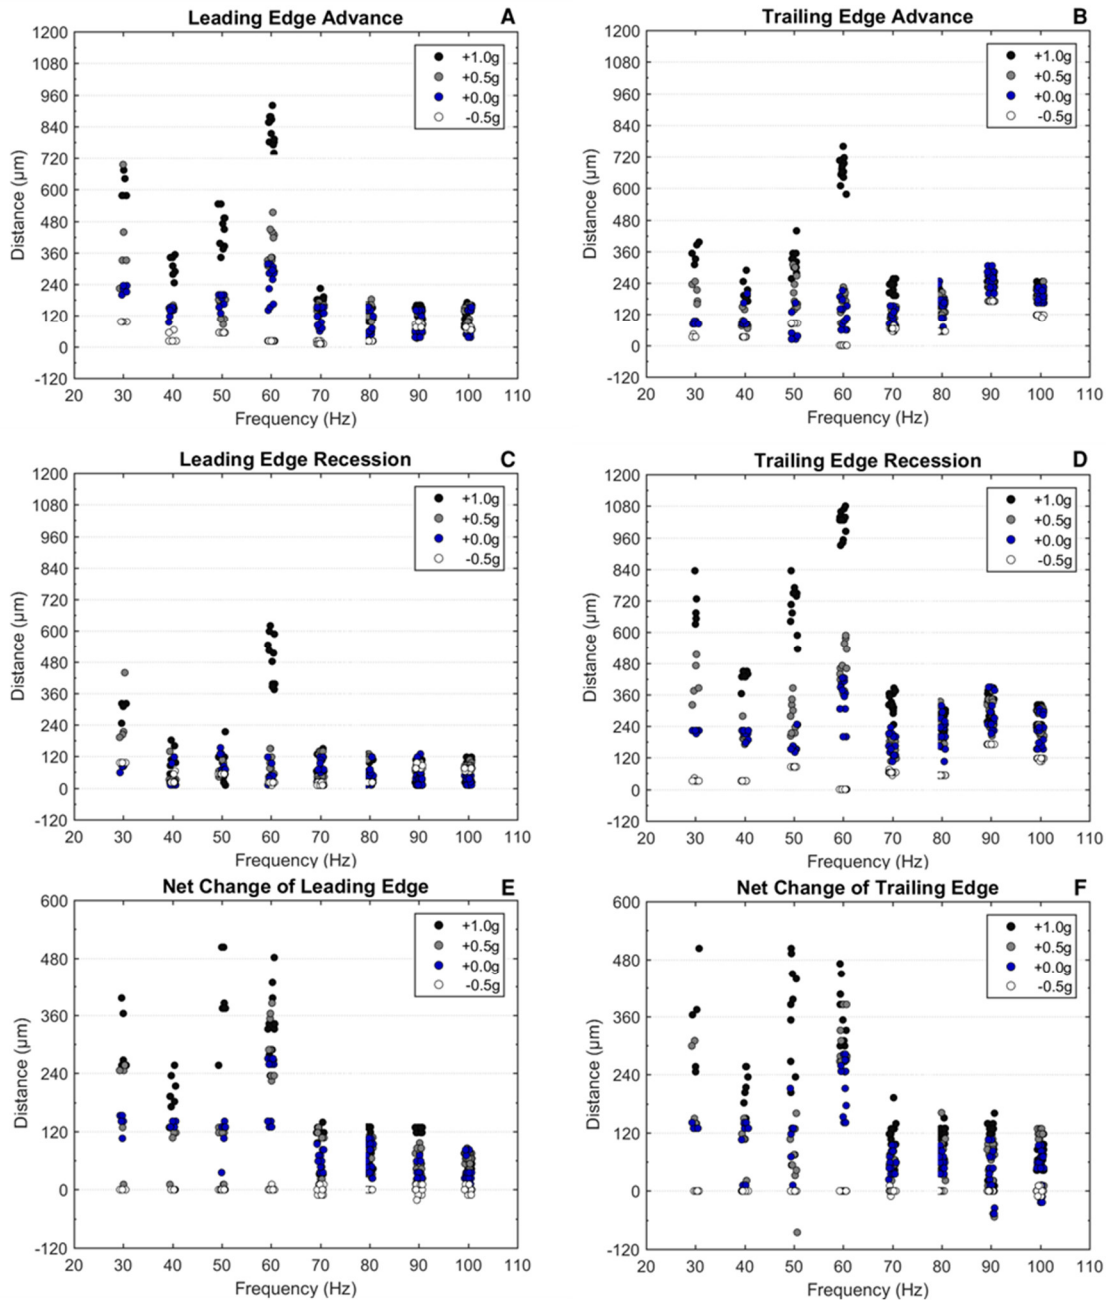 Leading Edge Advance A
1200
1080
960
840
720
600
480
360
240
120
0
-120
20 30 40 50 60 70 80 90 100 110
Distance (µm)
Frequency (Hz)
+1.0g
+0.5g
+0.0g
-0.5g
Trailing Edge Advance B
1200
1080
960
840
720
600
480
360
240
120
0
-120
20 30 40 50 60 70 80 90 100 110
Distance (µm)
Frequency (Hz)
+1.0g
+0.5g
+0.0g
-0.5g
Leading Edge Recession C
1200
1080
960
840
720
600
480
360
240
120
0
-120
20 30 40 50 60 70 80 90 100 110
Distance (µm)
Frequency (Hz)
+1.0g
+0.5g
+0.0g
-0.5g
Trailing Edge Recession D
1200
1080
960
840
720
600
480
360
240
120
0
-120
20 30 40 50 60 70 80 90 100 110
Distance (µm)
Frequency (Hz)
+1.0g
+0.5g
+0.0g
-0.5g
Net Change of Leading Edge E
600
480
360
240
120
0
-120
20 30 40 50 60 70 80 90 100 110
Distance (µm)
Frequency (Hz)
+1.0g
+0.5g
+0.0g
-0.5g
Net Change of Trailing Edge F
600
480
360
240
120
0
-120
20 30 40 50 60 70 80 90 100 110
Distance (µm)
Frequency (Hz)
+1.0g
+0.5g
+0.0g
-0.5g